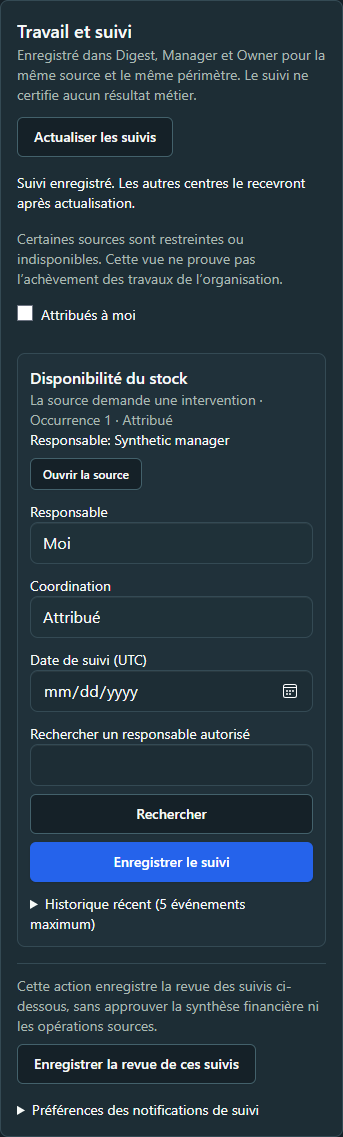 Travail et suivi
Enregistré dans Digest, Manager et Owner pour la
même source et le même périmètre. Le suivi ne
certifie aucun résultat métier.
Actualiser les suivis
Suivi enregistré. Les autres centres le recevront
après actualisation.
Certaines sources sont restreintes ou
indisponibles. Cette vue ne prouve pas
l’achèvement des travaux de l’organisation.
Attribués à moi
Disponibilité du stock
La source demande une intervention ·
Occurrence 1 · Attribué
Responsable: Synthetic manager
Ouvrir la source
Responsable
Moi
Coordination
Attribué
Date de suivi (UTC)
mm/dd/yyyy
Rechercher un responsable autorisé
Rechercher
Enregistrer le suivi
Historique récent (5 événements
maximum)
Cette action enregistre la revue des suivis ci-
dessous, sans approuver la synthèse financière ni
les opérations sources.
Enregistrer la revue de ces suivis
Préférences des notifications de suivi